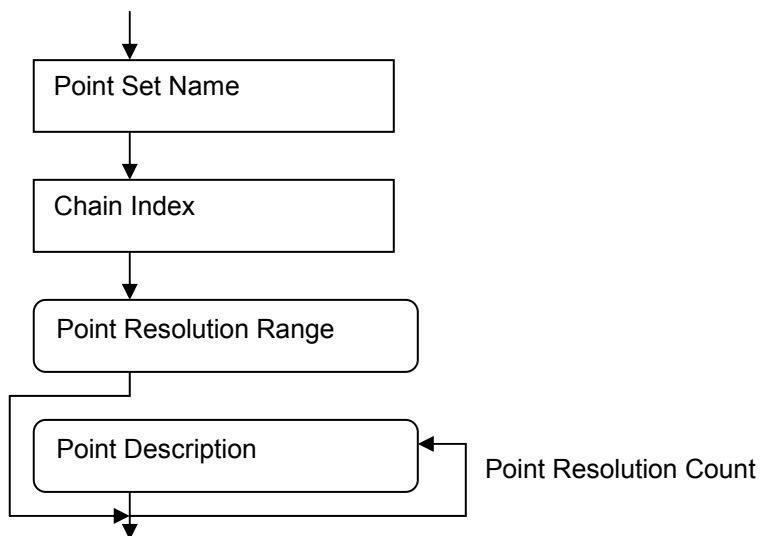 Point Set Name
Chain Index
Point Resolution Range
Point Description
Point Resolution Count